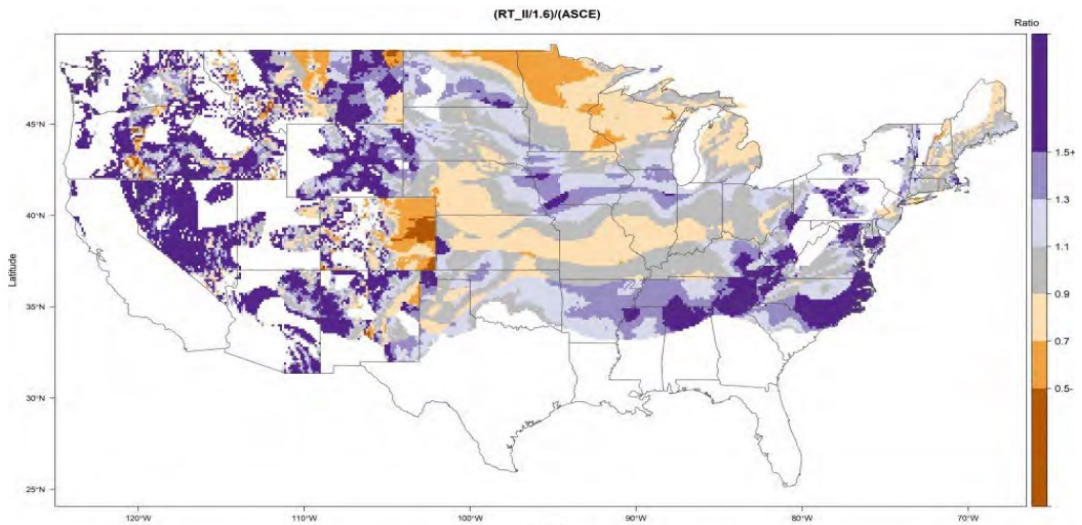 (RT_II/1.6)/(ASCE)
Ratio
45°N
40°N
35°N
30°N
25°N
Latitude
1.5+
1.3
1.1
0.9
0.7
0.5-
120°W
110°W
100°W
90°W
80°W
70°W